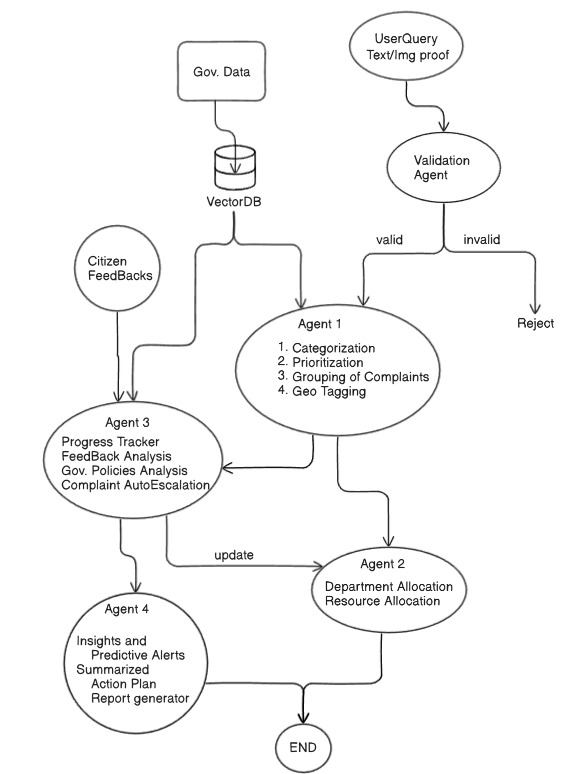 UserQuery
Text/Img proof
Gov. Data
Validation
Agent
VectorDB
valid
invalid
Citizen
FeedBacks
Reject
Agent 1
1. Categorization
2. Prioritization
3. Grouping of Complaints
4. Geo Tagging
Agent 3
Progress Tracker
FeedBack Analysis
Gov. Policies Analysis
Complaint AutoEscalation
update
Agent 2
Department Allocation
Resource Allocation
Agent 4
Insights and
Predictive Alerts
Summarized
Action Plan
Report generator
END